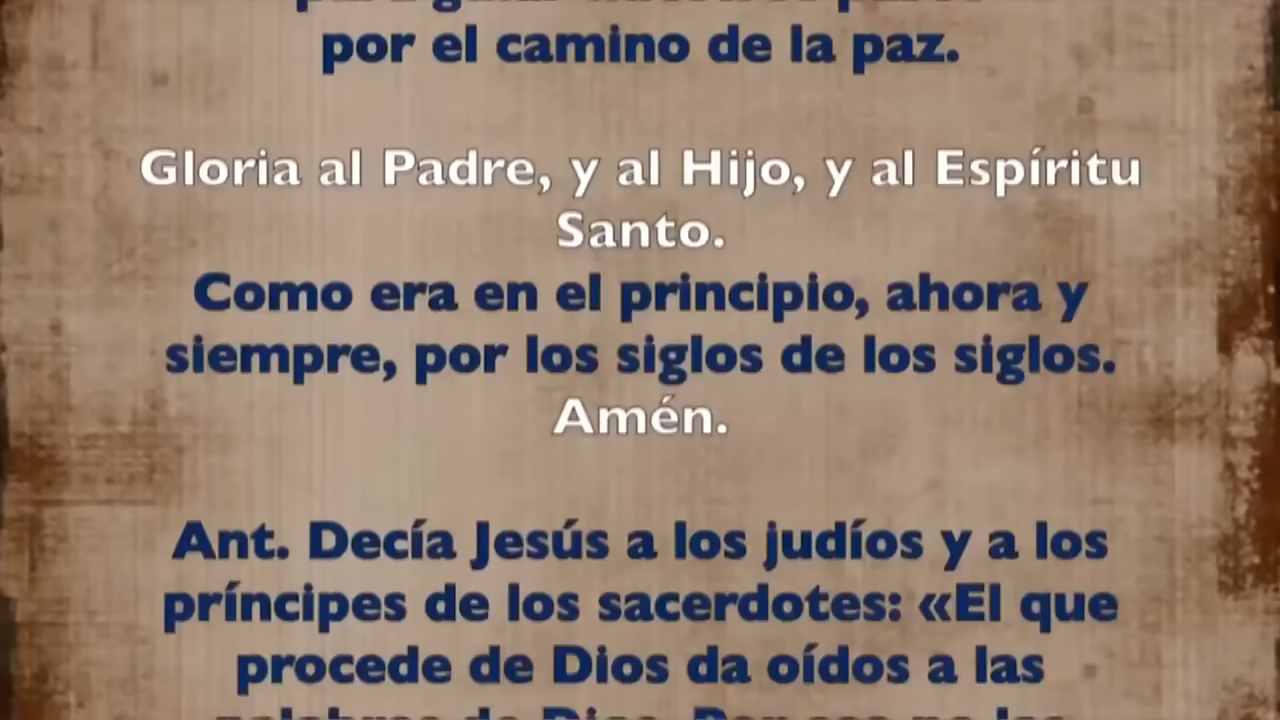 por el camino de la paz.
Gloria al Padre, y al Hijo, y al Espíritu
Santo.
Como era en el principio, ahora y
siempre, por los siglos de los siglos.
Amén.
Ant. Decía Jesús a los judíos y a los
príncipes de los sacerdotes: «El que
procede de Dios da oídos a las